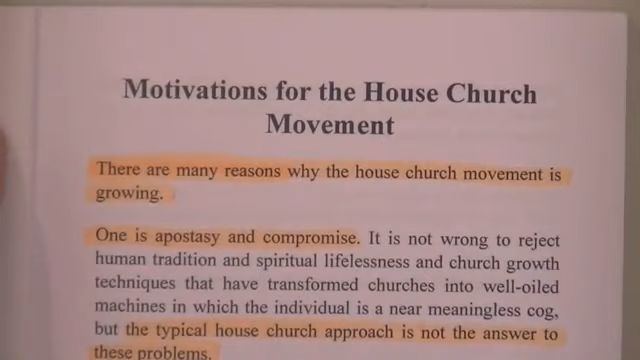 Motivations for the House Church
Movement
There are many reasons why the house church movement is
growing.
One is apostasy and compromise. It is not wrong to reject
human tradition and spiritual lifelessness and church growth
techniques that have transformed churches into well-oiled
machines in which the individual is a near meaningless cog,
but the typical house church approach is not the answer to
these problems.